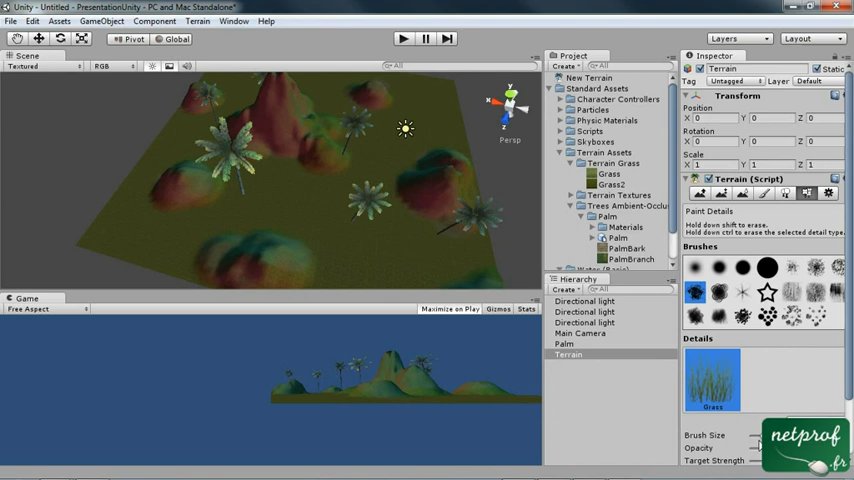 Unity - Untitled - PresentationUnity - PC and Mac Standalone*
File Edit Assets GameObject Component Terrain Window Help
Pivot Global Layers Layout
Scene
Textured RGB All
y
x
z
Persp
Game
Free Aspect Maximize on Play Gizmos Stats
Project
Create All
New Terrain
Standard Assets
Character Controllers
Particles
Physic Materials
Scripts
Skyboxes
Terrain Assets
Terrain Grass
Grass
Grass2
Terrain Textures
Trees Ambient-Occlu
Palm
Materials
Palm
PalmBark
PalmBranch
Hierarchy
Create All
Directional light
Directional light
Directional light
Main Camera
Palm
Terrain
Inspector
Terrain Static
Tag Untagged Layer Default
Transform
Position
X 0 Y 0 Z 0
Rotation
X 0 Y 0 Z 0
Scale
X 1 Y 1 Z 1
Terrain (Script)
Paint Details
Hold down shift to erase.
Hold down ctrl to erase the selected detail type.
Brushes
Details
Grass
Brush Size
Opacity
Target Strength
netprof
.fr